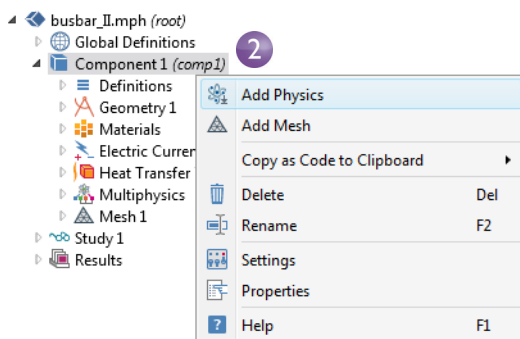 busbar_II.mph (root)
Global Definitions
2
Component 1 (comp1)
Definitions
Geometry 1
Materials
Electric Curren
Heat Transfer
Multiphysics
Mesh 1
Study 1
Results
Add Physics
Add Mesh
Copy as Code to Clipboard
Delete Del
Rename F2
Settings
Properties
? Help F1